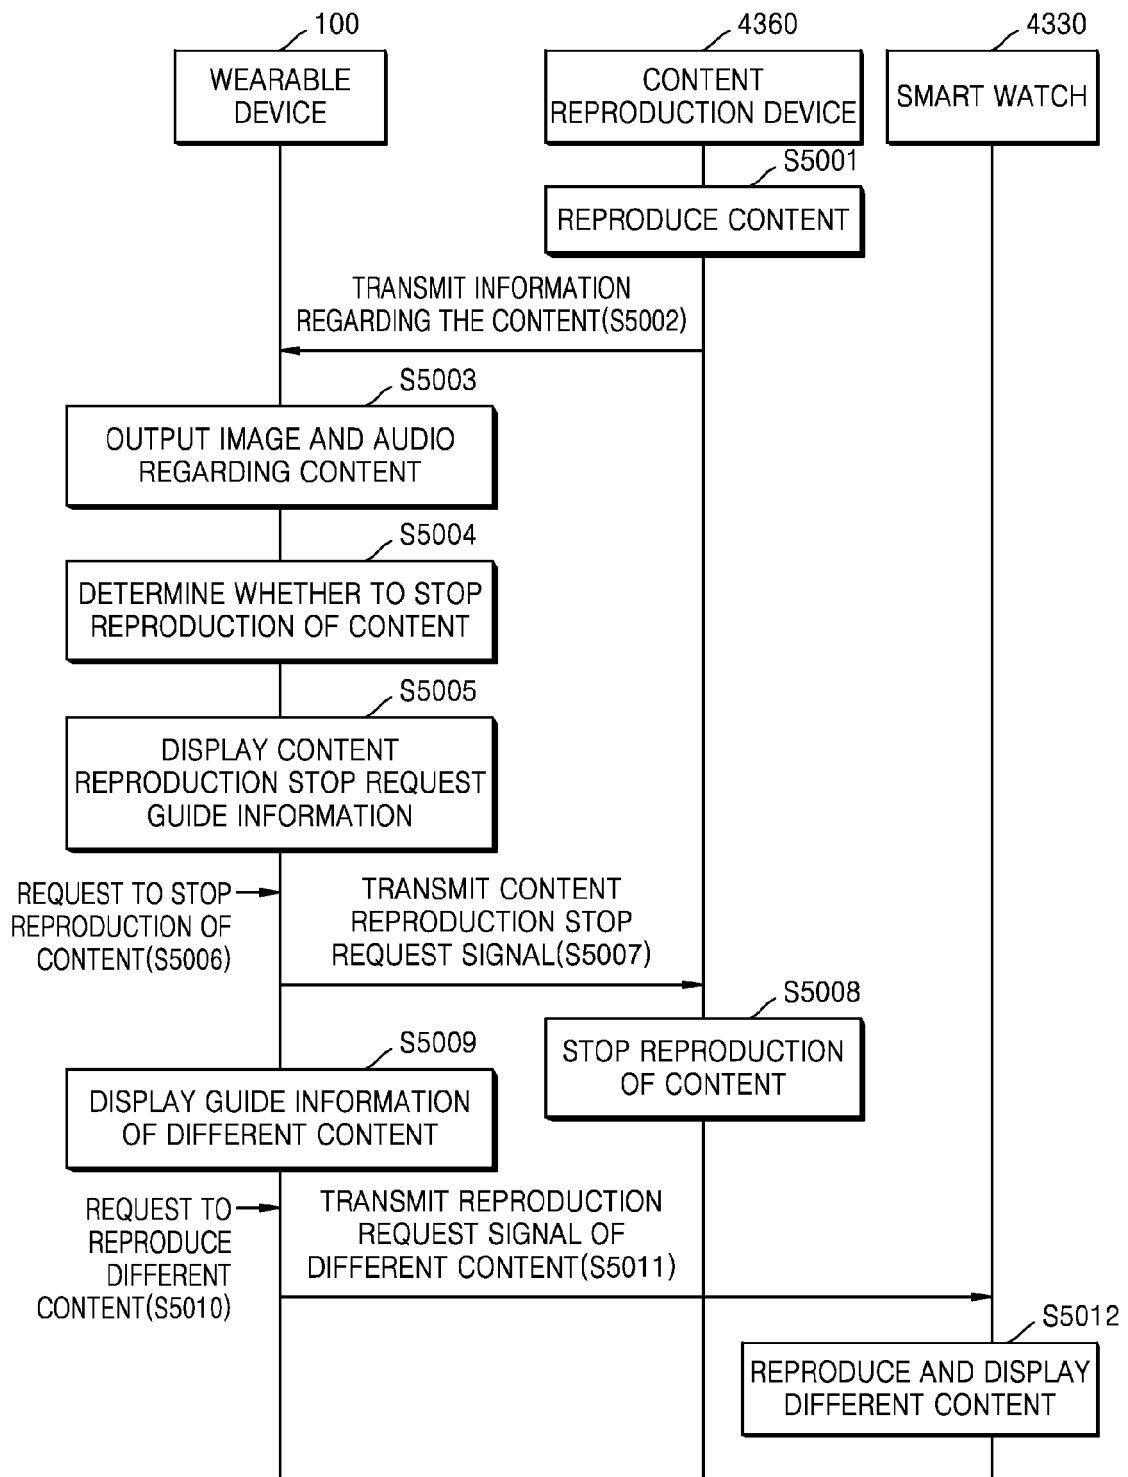 100
4360
4330
WEARABLE
DEVICE
CONTENT
REPRODUCTION DEVICE
SMART WATCH
S5001
REPRODUCE CONTENT
TRANSMIT INFORMATION
REGARDING THE CONTENT(S5002)
S5003
OUTPUT IMAGE AND AUDIO
REGARDING CONTENT
S5004
DETERMINE WHETHER TO STOP
REPRODUCTION OF CONTENT
S5005
DISPLAY CONTENT
REPRODUCTION STOP REQUEST
GUIDE INFORMATION
REQUEST TO STOP
REPRODUCTION OF
CONTENT(S5006)
TRANSMIT CONTENT
REPRODUCTION STOP
REQUEST SIGNAL(S5007)
S5008
STOP REPRODUCTION
OF CONTENT
S5009
DISPLAY GUIDE INFORMATION
OF DIFFERENT CONTENT
REQUEST TO
REPRODUCE
DIFFERENT
CONTENT(S5010)
TRANSMIT REPRODUCTION
REQUEST SIGNAL OF
DIFFERENT CONTENT(S5011)
S5012
REPRODUCE AND DISPLAY
DIFFERENT CONTENT